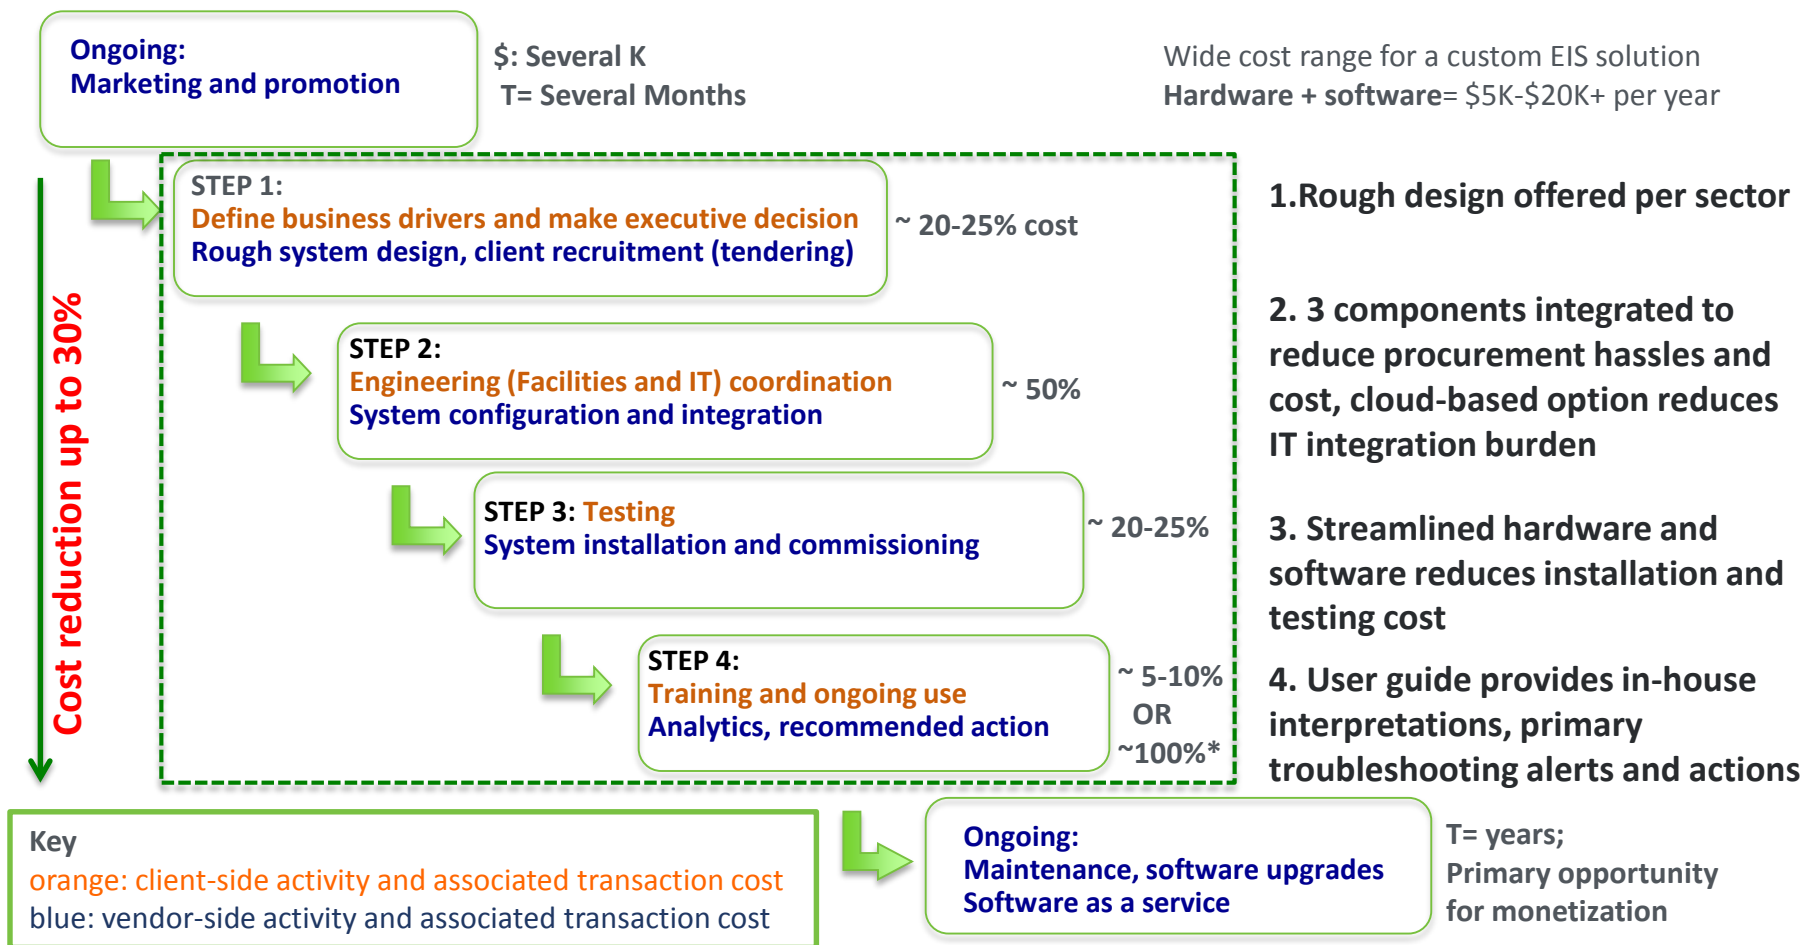 Ongoing:
Marketing and promotion
$: Several K
T= Several Months
Wide cost range for a custom EIS solution
Hardware + software= $5K-$20K+ per year
Cost reduction up to 30%
STEP 1:
Define business drivers and make executive decision
Rough system design, client recruitment (tendering)
~ 20-25% cost
1.Rough design offered per sector
STEP 2:
Engineering (Facilities and IT) coordination
System configuration and integration
~ 50%
2. 3 components integrated to
reduce procurement hassles and
cost, cloud-based option reduces
IT integration burden
STEP 3: Testing
System installation and commissioning
~ 20-25%
3. Streamlined hardware and
software reduces installation and
testing cost
STEP 4:
Training and ongoing use
Analytics, recommended action
~ 5-10%
OR
~100%*
4. User guide provides in-house
interpretations, primary
troubleshooting alerts and actions
Key
orange: client-side activity and associated transaction cost
blue: vendor-side activity and associated transaction cost
Ongoing:
Maintenance, software upgrades
Software as a service
T= years;
Primary opportunity
for monetization